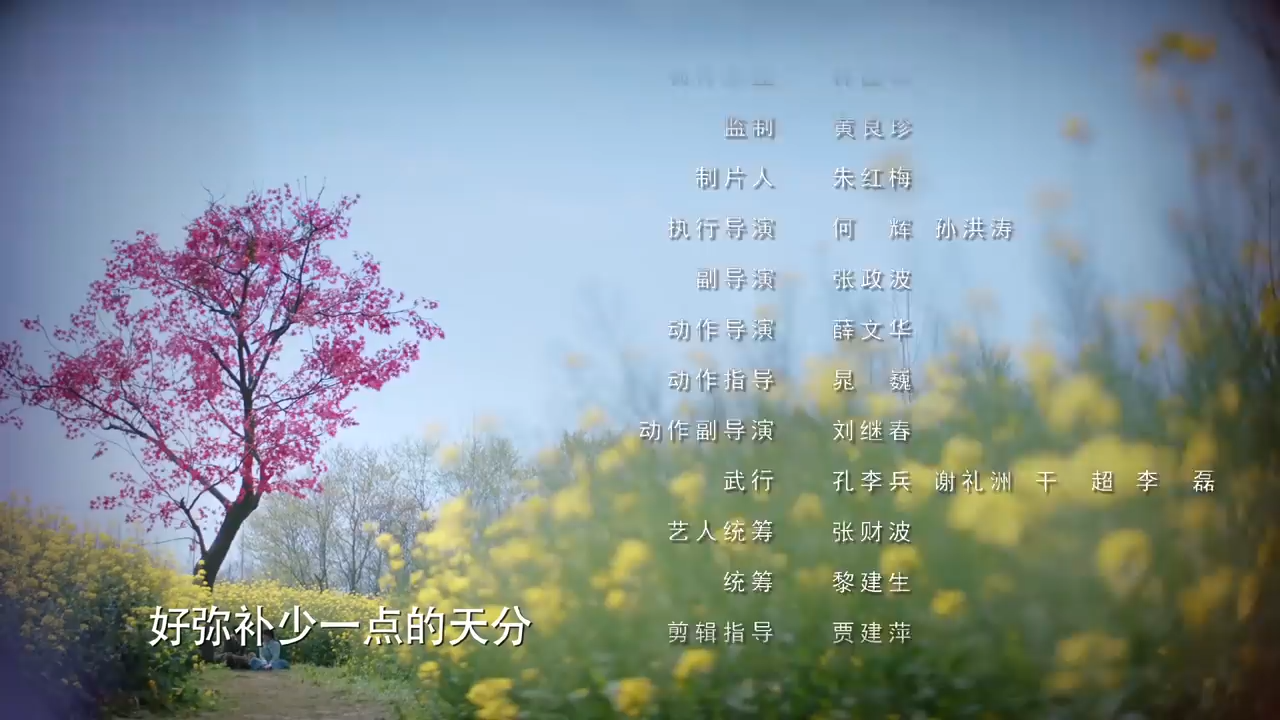 监制 黄良珍
制片人 朱红梅
执行导演 何 辉 孙洪涛
副导演 张政波
动作导演 薛文华
动作指导 晁 巍
动作副导演 刘继春
武行 孔李兵 谢礼洲 干 超 李 磊
艺人统筹 张财波
统筹 黎建生
剪辑指导 贾建萍
好弥补少一点的天分